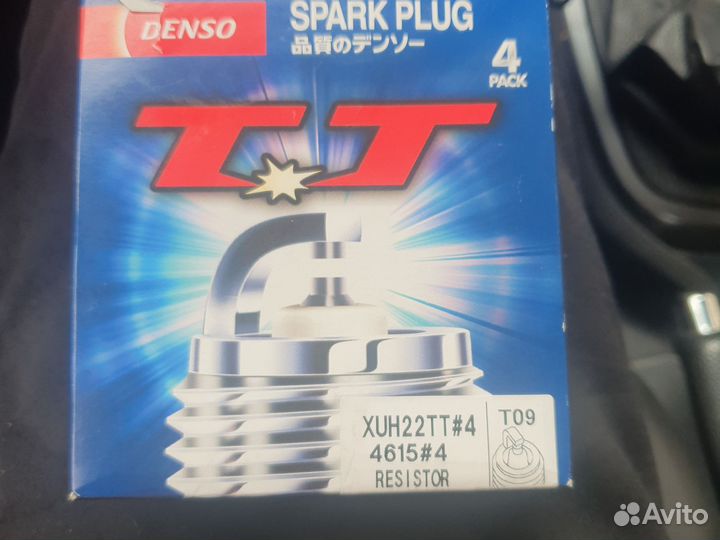 DENSO
SPARK PLUG
品質のデンソー
4
PACK
TT
XUH22TT#4
4615#4
RESISTOR
T09
Avito